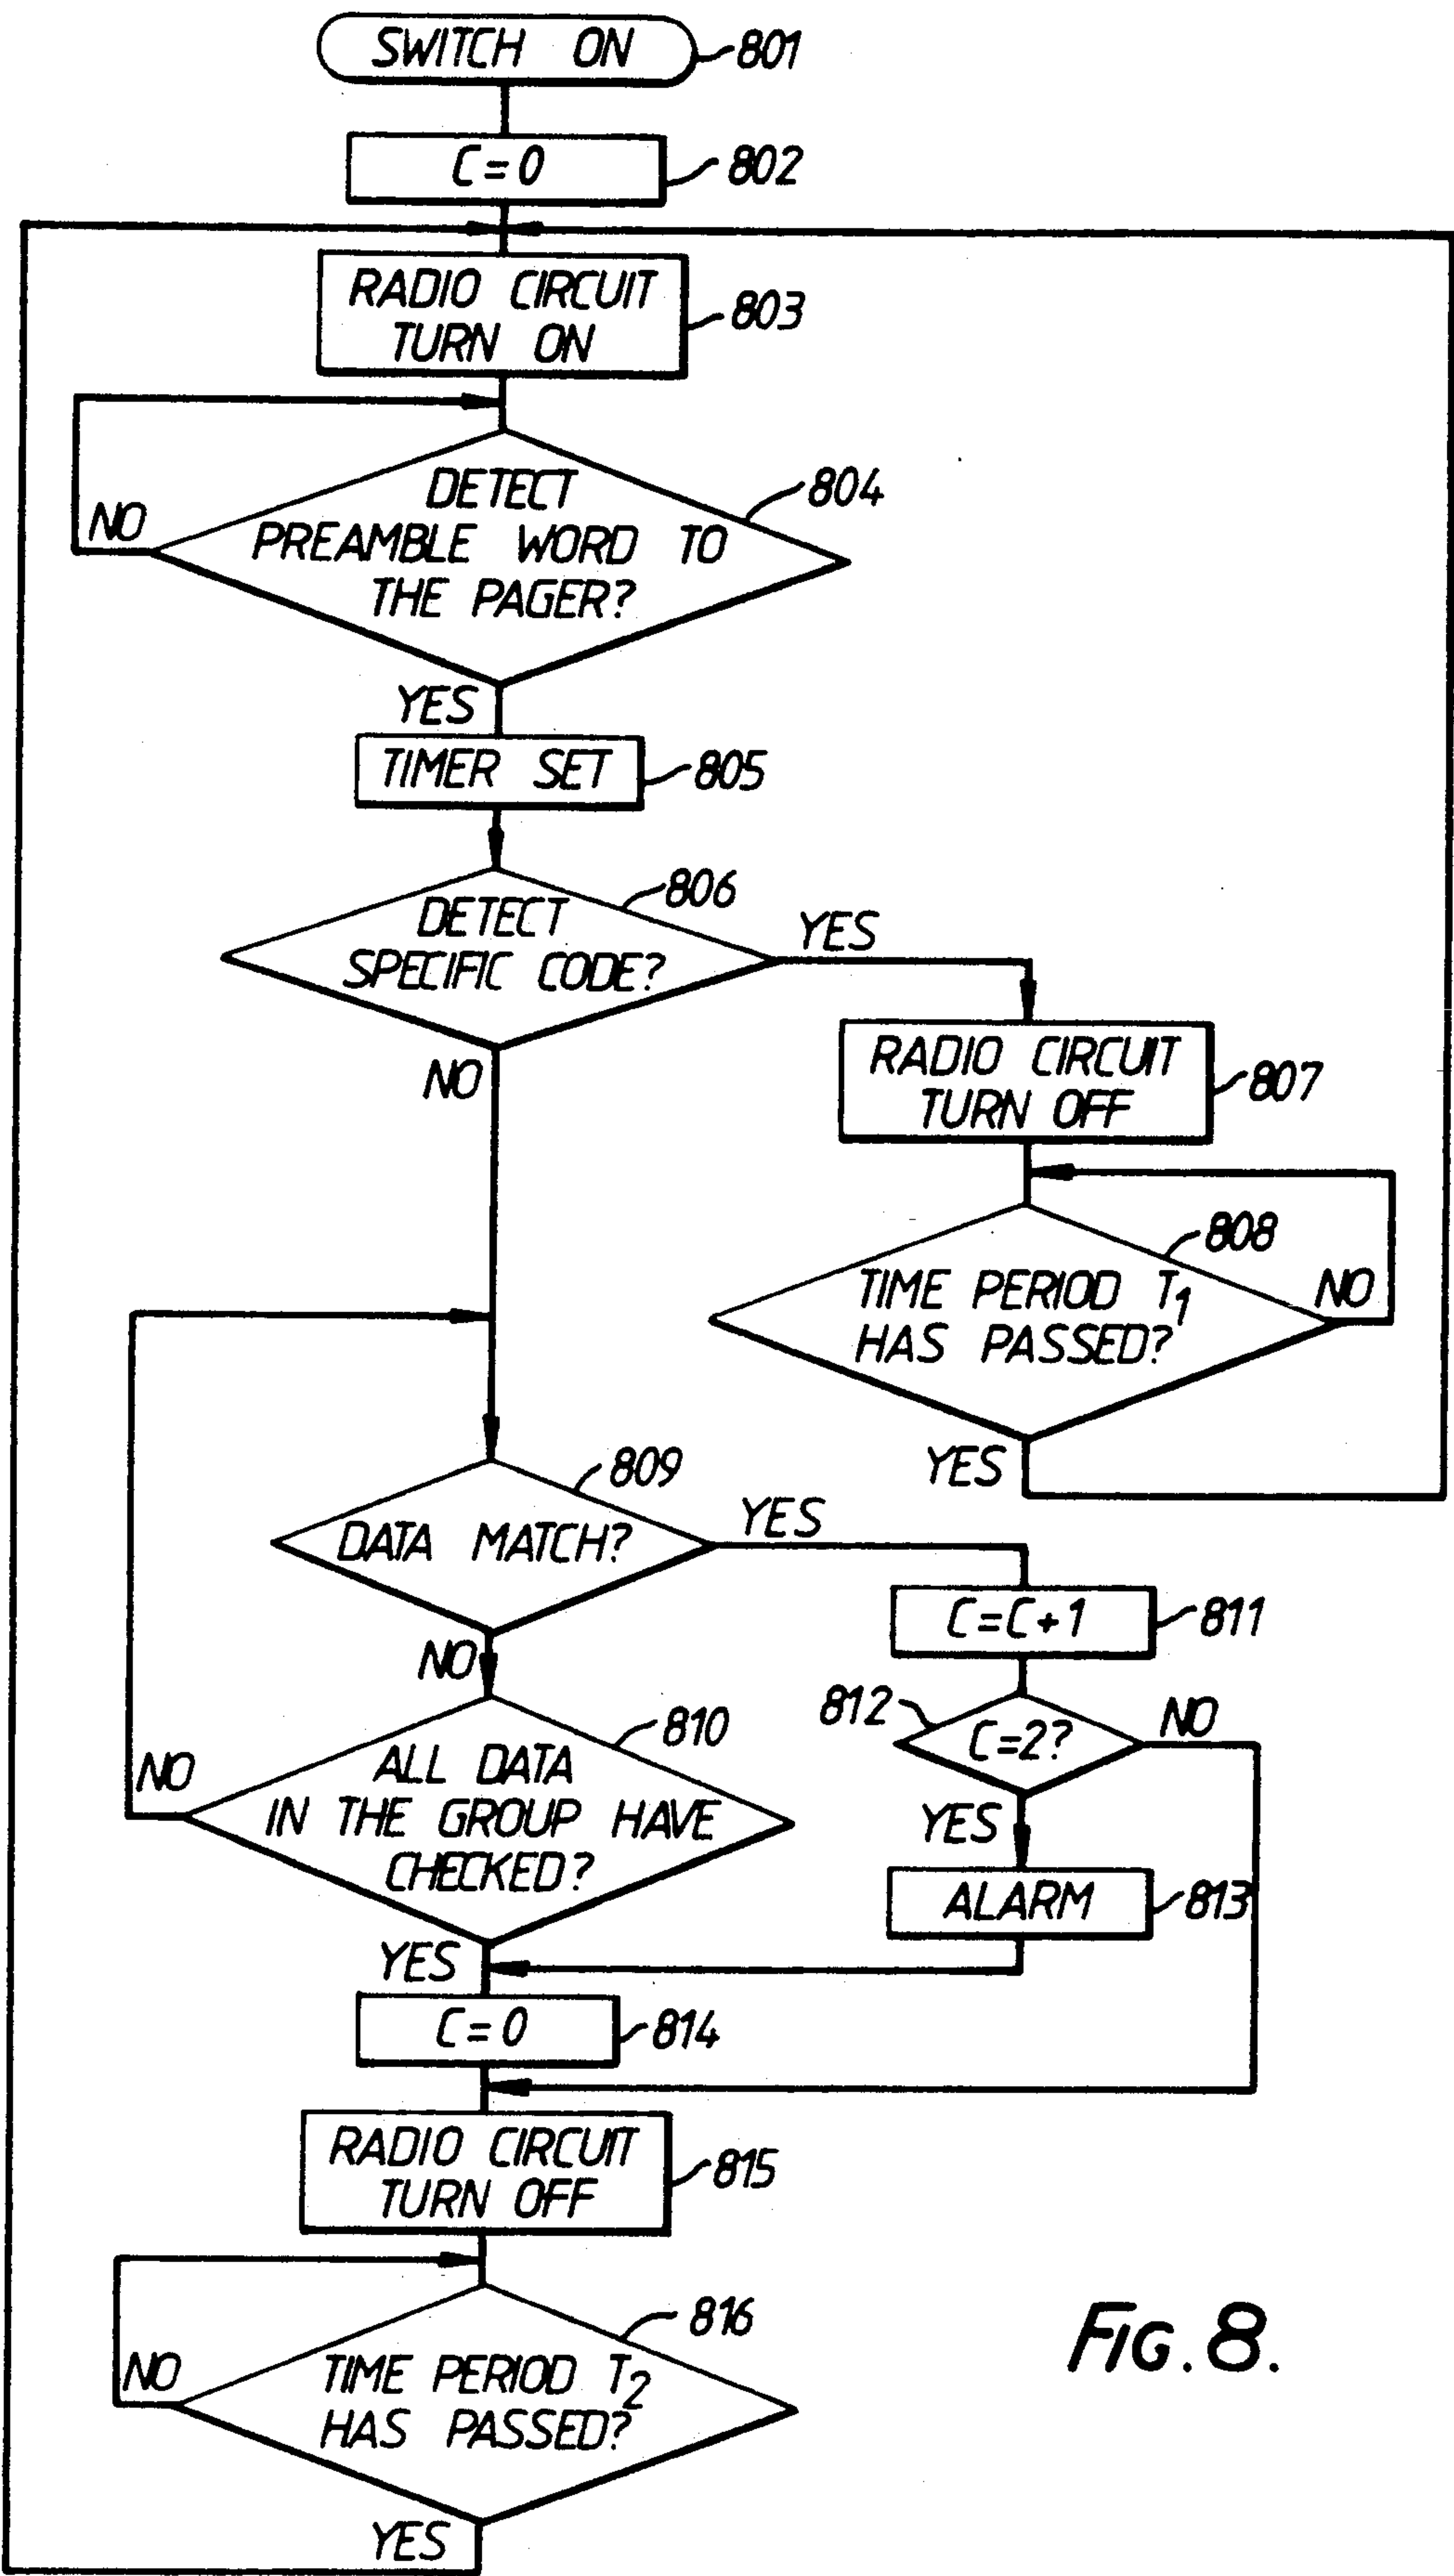 SWITCH ON
801
C=0
802
RADIO CIRCUIT
TURN ON
803
DETECT
PREAMBLE WORD TO
THE PAGER?
804
NO
YES
TIMER SET
805
DETECT
SPECIFIC CODE?
806
YES
NO
RADIO CIRCUIT
TURN OFF
807
TIME PERIOD T1
HAS PASSED?
808
NO
YES
DATA MATCH?
809
YES
NO
C=C+1
811
ALL DATA
IN THE GROUP HAVE
CHECKED?
810
NO
YES
C=2?
812
NO
YES
ALARM
813
C=0
814
RADIO CIRCUIT
TURN OFF
815
TIME PERIOD T2
HAS PASSED?
816
NO
YES
FIG. 8.